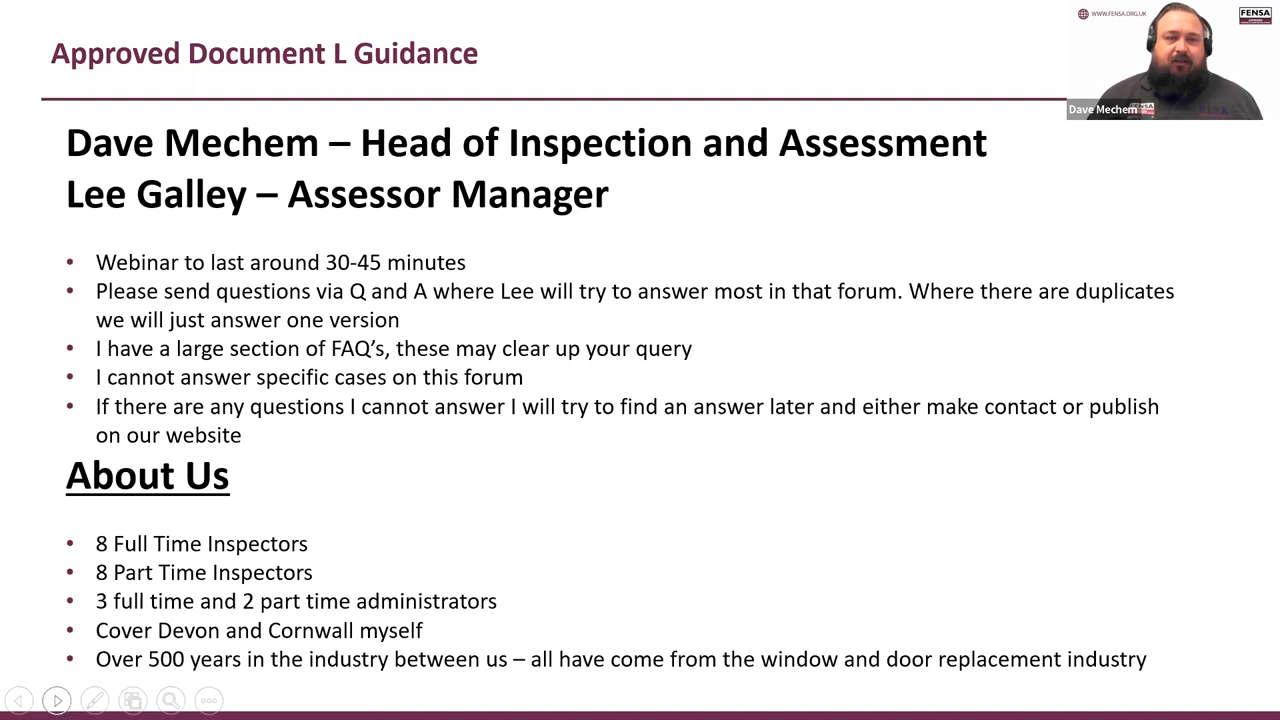 WWW.FENSA.ORG.UK
FENSA
Approved Document L Guidance
Dave Mechem
FENSA
Dave Mechem – Head of Inspection and Assessment
Lee Galley – Assessor Manager
• Webinar to last around 30-45 minutes
• Please send questions via Q and A where Lee will try to answer most in that forum. Where there are duplicates
we will just answer one version
• I have a large section of FAQ’s, these may clear up your query
• I cannot answer specific cases on this forum
• If there are any questions I cannot answer I will try to find an answer later and either make contact or publish
on our website
About Us
• 8 Full Time Inspectors
• 8 Part Time Inspectors
• 3 full time and 2 part time administrators
• Cover Devon and Cornwall myself
• Over 500 years in the industry between us – all have come from the window and door replacement industry